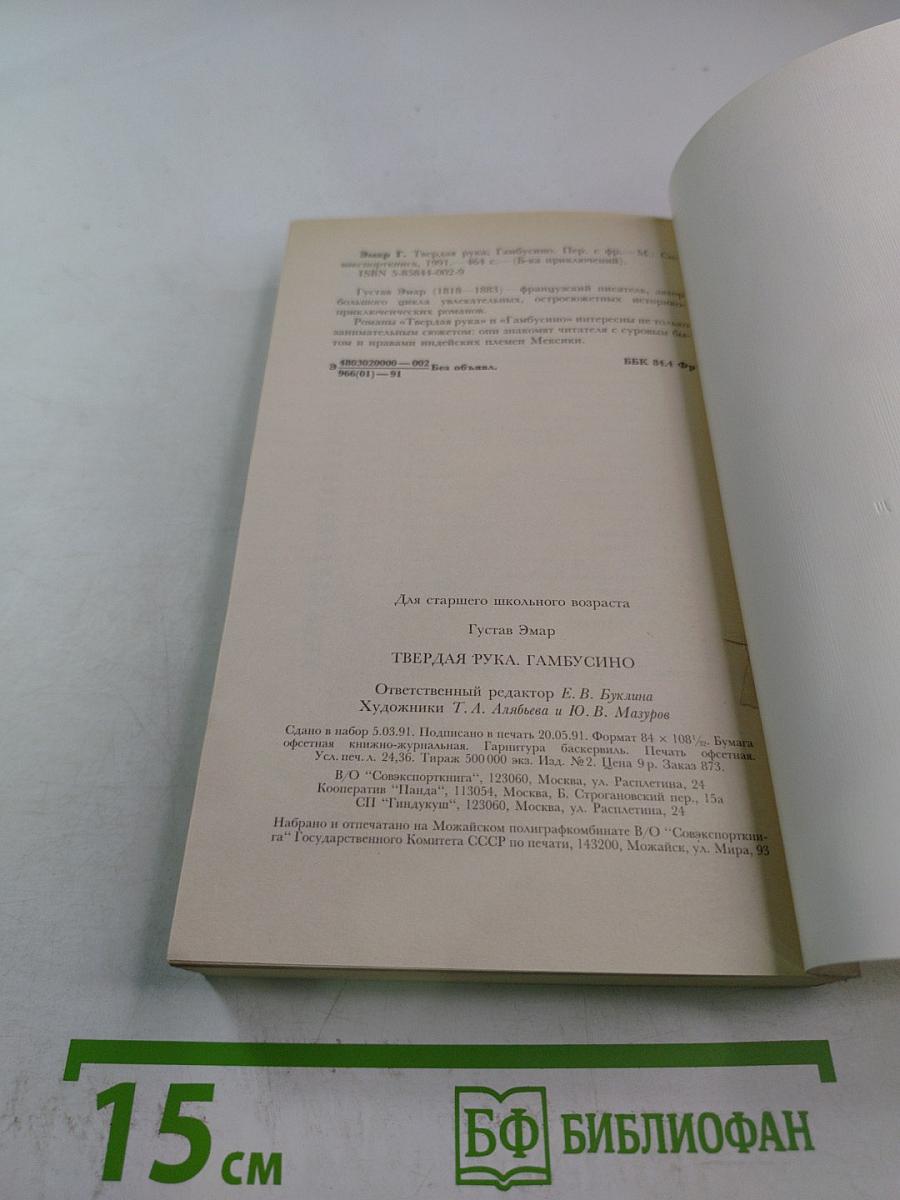 Эмар Г. Твердая рука; Гамбусино. Пер. с фр.— М.:
1991.— 464 с.— (Б-ка приключений).
ISBN 5-85844-002-9
Густав Эмар (1818—1883) — французский писатель, автор
большого цикла увлекательных, остросюжетных историко-
приключенческих романов.
Романы «Твердая рука» и «Гамбусино» интересны не только
занимательным сюжетом: они знакомят читателя с суровым бы-
том и нравами индейских племен Мексики.
Э 4803020000—002 Без объявл. ББК 84.4 Фр
966(01)—91
Для старшего школьного возраста
Густав Эмар
ТВЕРДАЯ РУКА. ГАМБУСИНО
Ответственный редактор Е. В. Буклина
Художники Т. А. Алябьева и Ю. В. Мазуров
Сдано в набор 5.03.91. Подписано в печать 20.05.91. Формат 84 × 108 1/32. Бумага
офсетная книжно-журнальная. Гарнитура баскервиль. Печать офсетная.
Усл. печ. л. 24,36. Тираж 500 000 экз. Изд. № 2. Цена 9 р. Заказ 873.
В/О "Совэкспорткнига", 123060, Москва, ул. Расплетина, 24
Кооператив "Панда", 113054, Москва, Б. Строгановский пер., 15а
СП "Гиндукуш", 123060, Москва, ул. Расплетина, 24
Набрано и отпечатано на Можайском полиграфкомбинате В/О "Совэкспорткни-
га" Государственного Комитета СССР по печати, 143200, Можайск, ул. Мира, 93
15 см
БФ БИБЛИОФАН